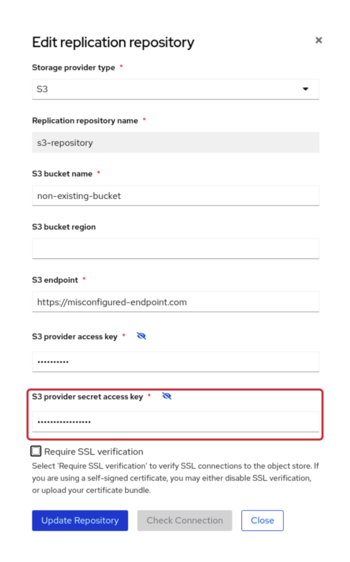 Edit replication repository
Storage provider type *
S3
Replication repository name *
s3-repository
S3 bucket name *
non-existing-bucket
S3 bucket region
S3 endpoint *
https://misconfigured-endpoint.com
S3 provider access key *
••••••••••
S3 provider secret access key *
•••••••••••••••••
Require SSL verification
Select 'Require SSL verification' to verify SSL connections to the object store. If
you are using a self-signed certificate, you may either disable SSL verification,
or upload your certificate bundle.
Update Repository Check Connection Close